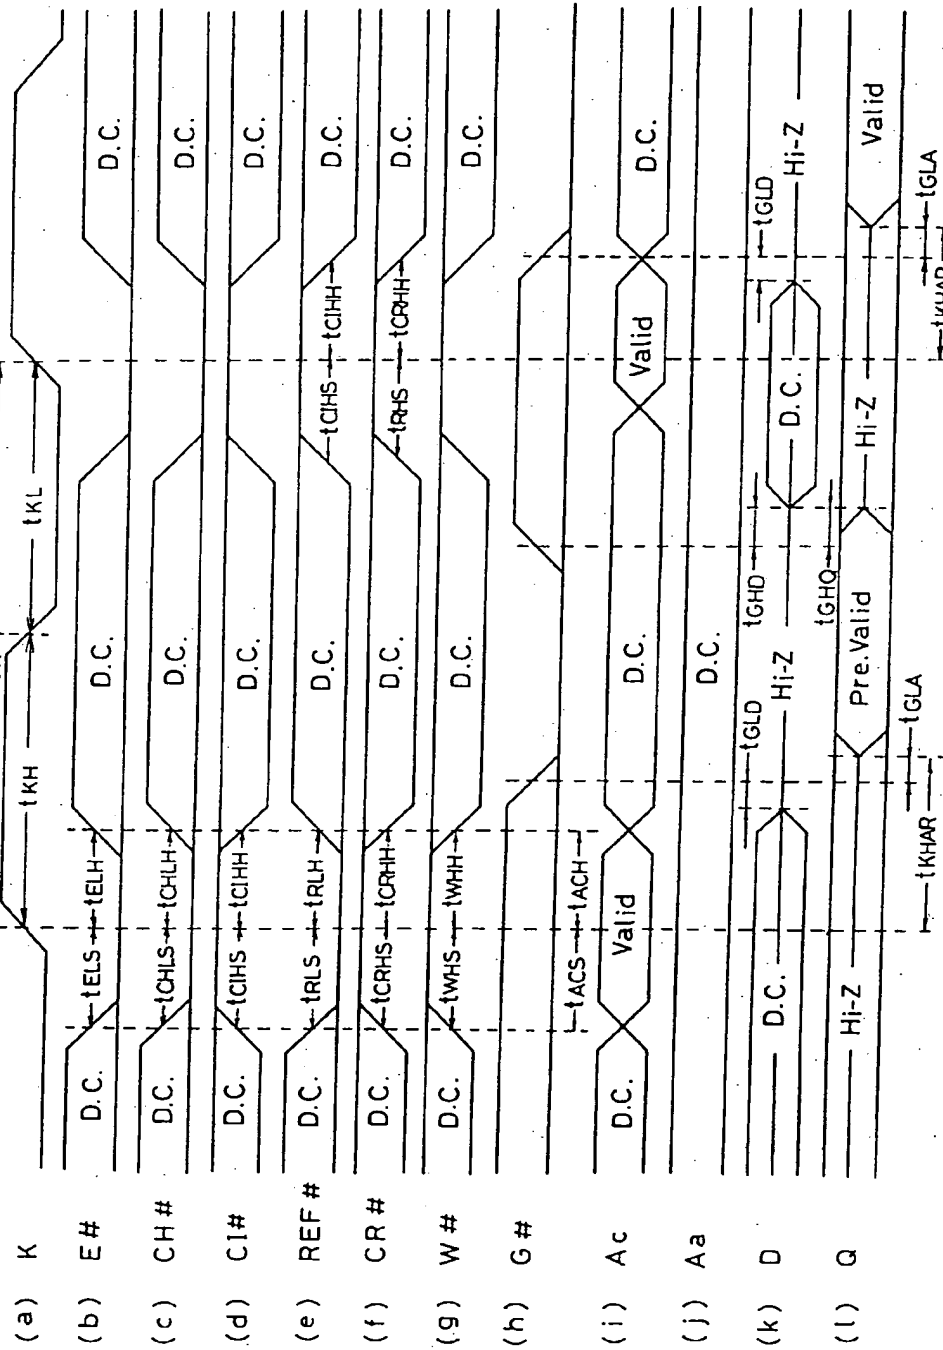 (a) K tKH tKL
(b) E# D.C. tELS tELH D.C. D.C.
(c) CH# D.C. tCHLS tCHLH D.C. D.C.
(d) CI# D.C. tCIHS tCIHH D.C. D.C.
(e) REF# D.C. tRLS tRLH D.C. tCIHS tCIHH D.C.
(f) CR# D.C. tCRHS tCRHH D.C. tRHS tCRHH D.C.
(g) W# D.C. tWHS tWHH D.C. D.C.
(h) G#
tACS tACH
(i) Ac D.C. Valid D.C. Valid D.C.
(j) Aa D.C.
tGLD tGHD tGLD
(k) D D.C. Hi-Z D.C. Hi-Z
tGHQ
(l) Q Hi-Z Pre.Valid Hi-Z Valid
tGLA tGLA
tKHAR tKHAR